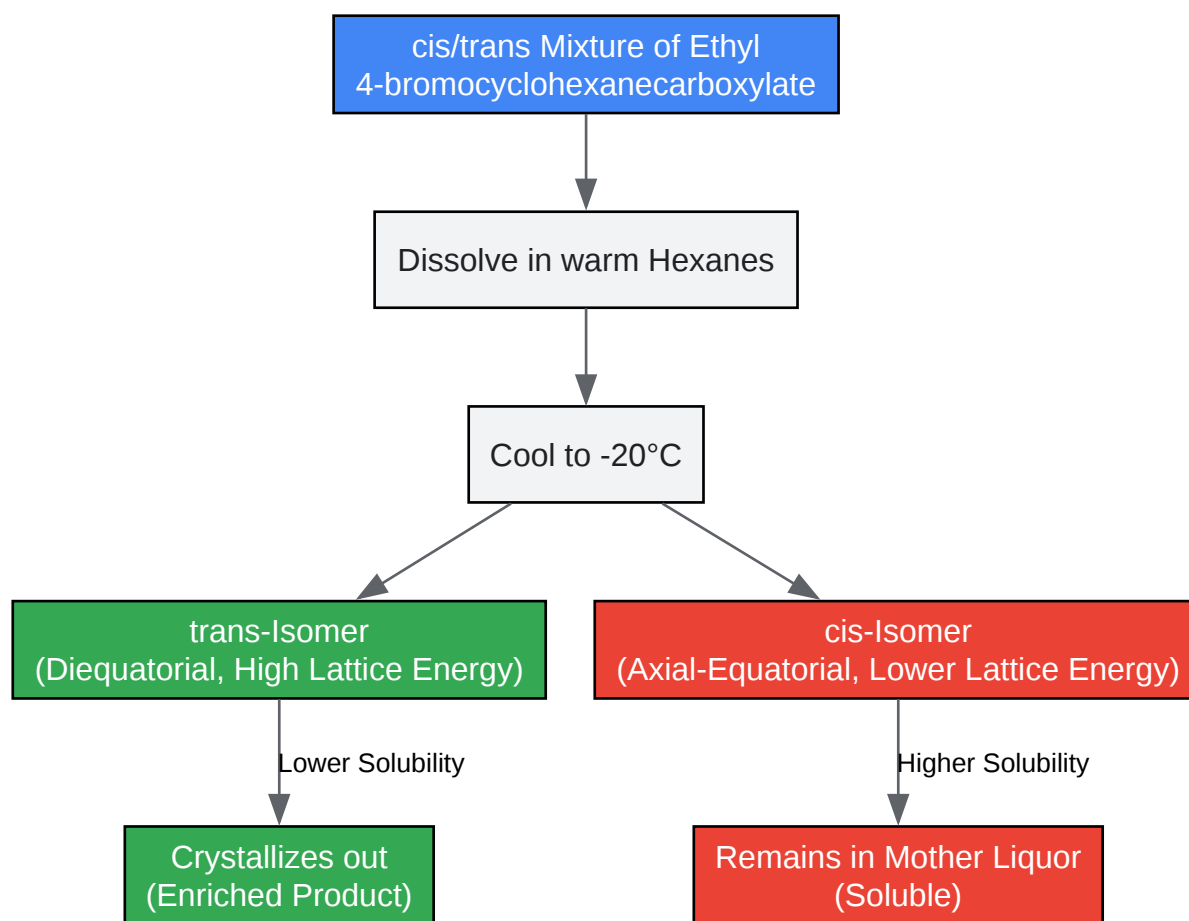 cis/trans Mixture of Ethyl
4-bromocyclohexanecarboxylate
Dissolve in warm Hexanes
Cool to -20°C
trans-Isomer
(Diequatorial, High Lattice Energy)
cis-Isomer
(Axial-Equatorial, Lower Lattice Energy)
Lower Solubility
Higher Solubility
Crystallizes out
(Enriched Product)
Remains in Mother Liquor
(Soluble)